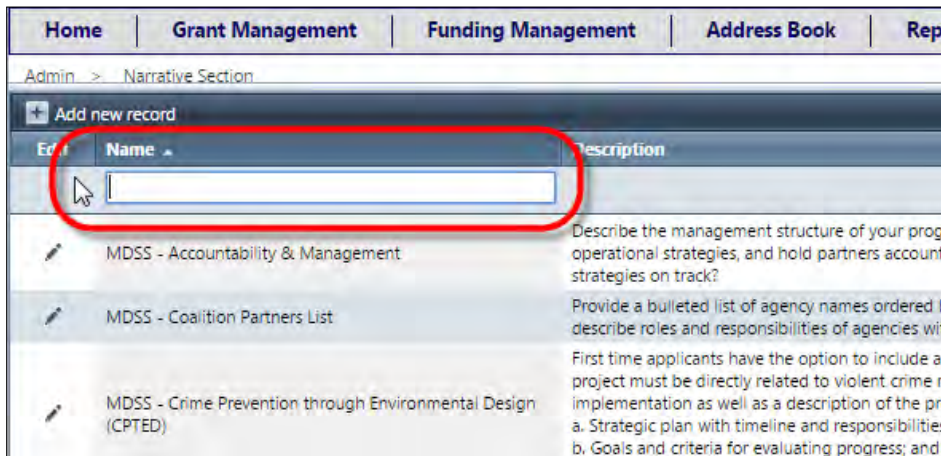 Home Grant Management Funding Management Address Book Rep
Admin > Narrative Section
Add new record
Edit Name Description
MDSS - Accountability & Management
Describe the management structure of your prog
operational strategies, and hold partners account
strategies on track?
MDSS - Coalition Partners List
Provide a bulleted list of agency names ordered
describe roles and responsibilities of agencies wi
MDSS - Crime Prevention through Environmental Design
(CPTED)
First time applicants have the option to include a
project must be directly related to violent crime
implementation as well as a description of the pr
a. Strategic plan with timeline and responsibilities
b. Goals and criteria for evaluating progress; and